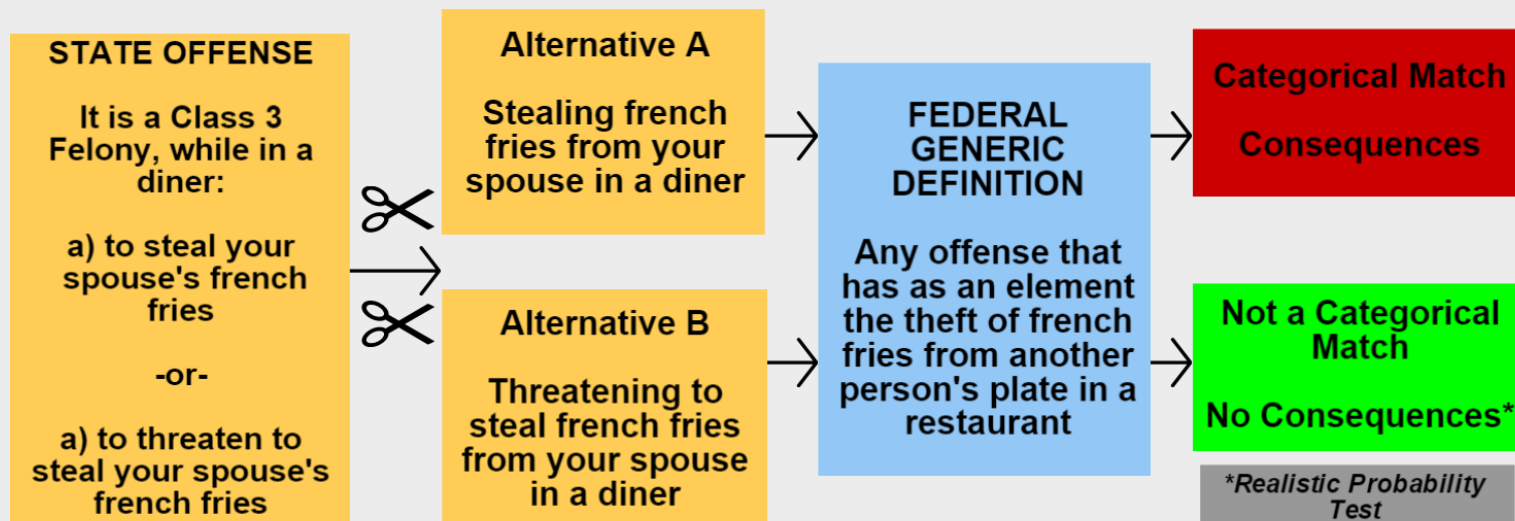 STATE OFFENSE
It is a Class 3
Felony, while in a
diner:
a) to steal your
spouse's french
fries
-or-
a) to threaten to
steal your spouse's
french fries
Alternative A
Stealing french
fries from your
spouse in a diner
Alternative B
Threatening to
steal french fries
from your spouse
in a diner
FEDERAL
GENERIC
DEFINITION
Any offense that
has as an element
the theft of french
fries from another
person's plate in a
restaurant
Categorical Match
Consequences
Not a Categorical
Match
No Consequences*
*Realistic Probability
Test